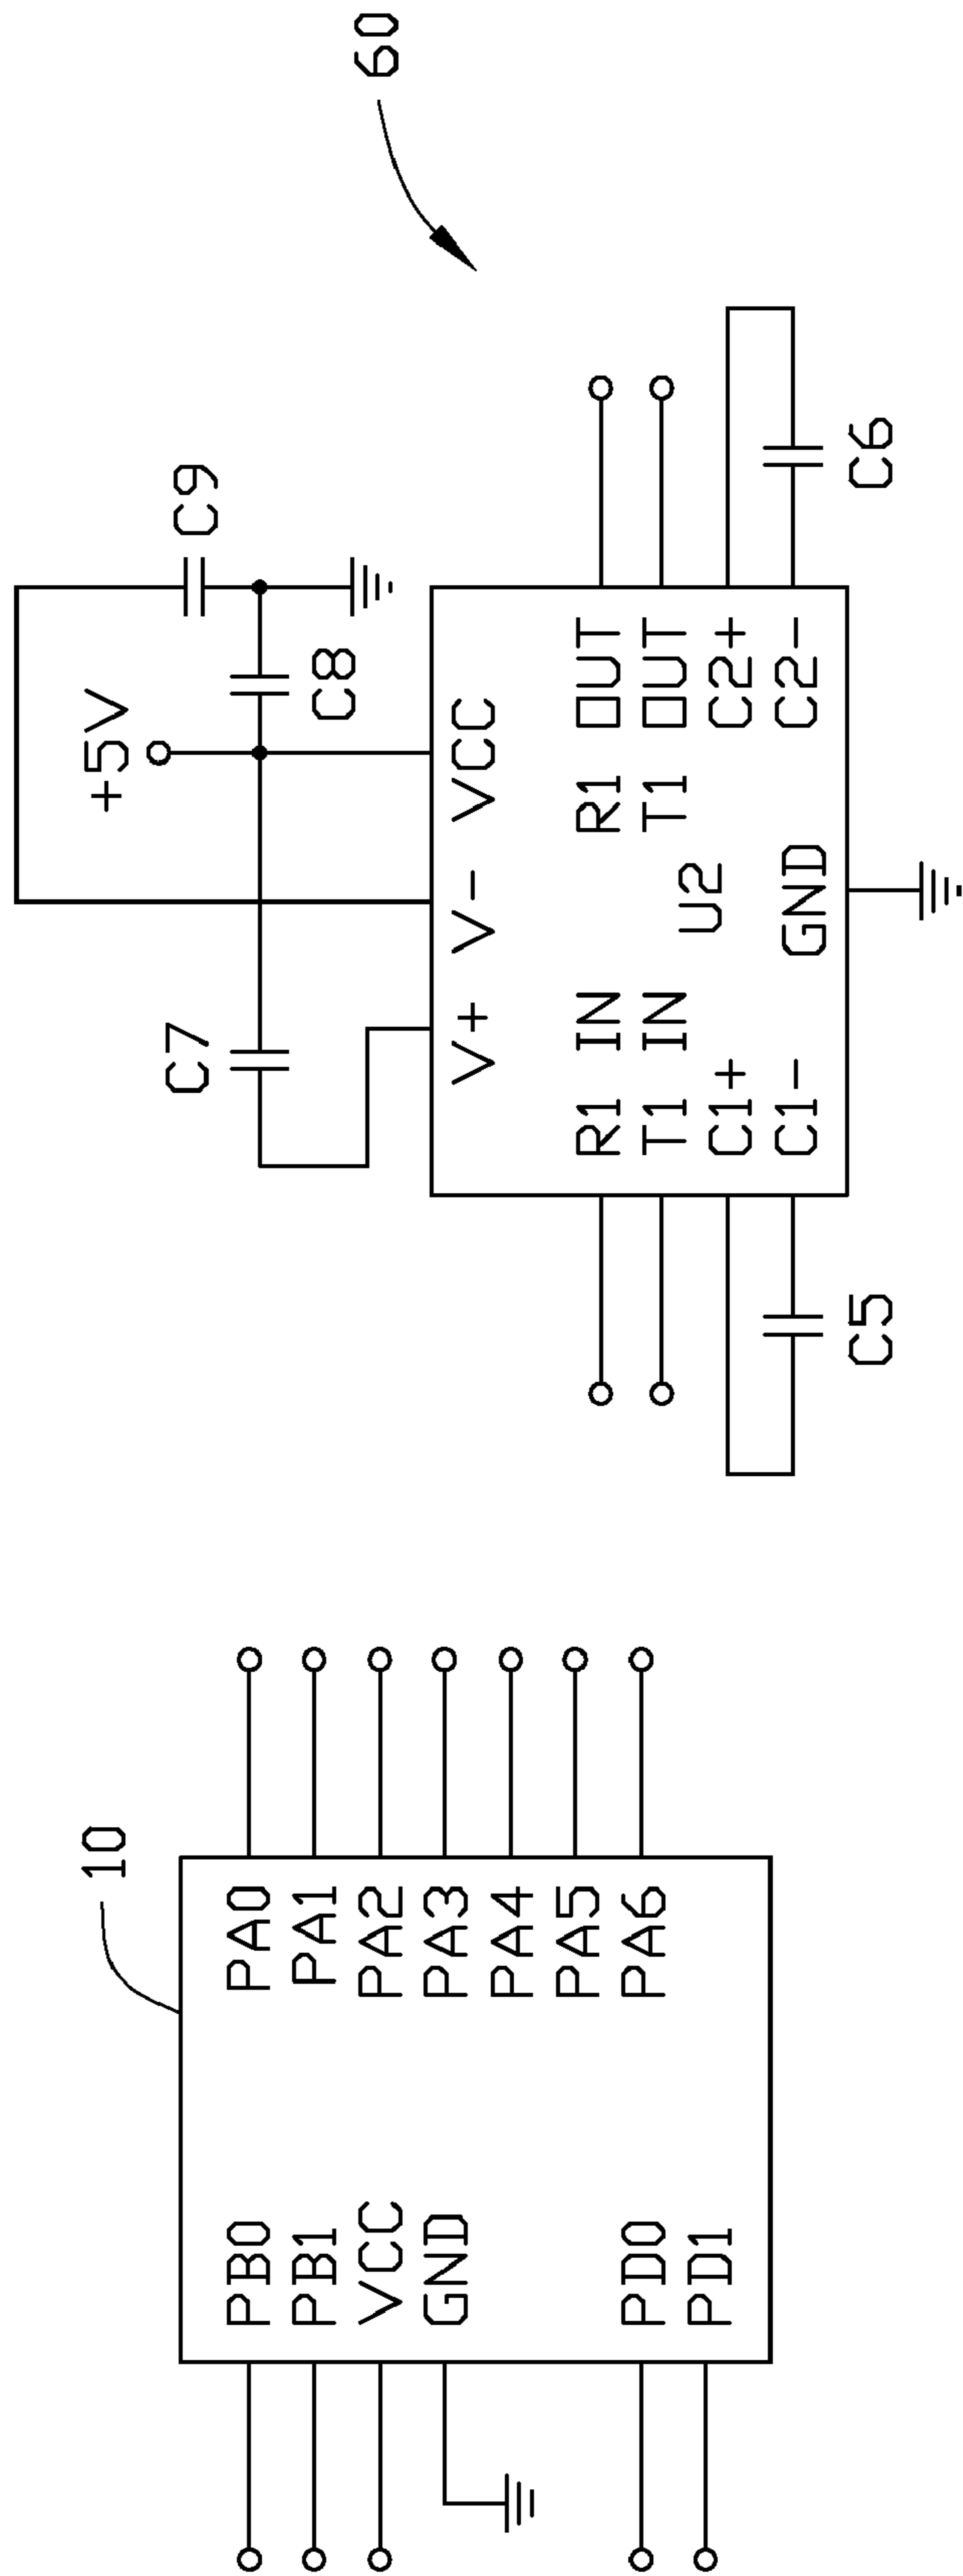 10
PB0 PA0
PB1 PA1
VCC PA2
GND PA3
PA4
PA5
PD0 PA6
PD1
60
+5V
C7 C9
C8
V+ V- VCC
R1 IN R1 OUT
T1 IN T1 OUT
U2
C1+ C2+
C1- GND C2-
C5 C6